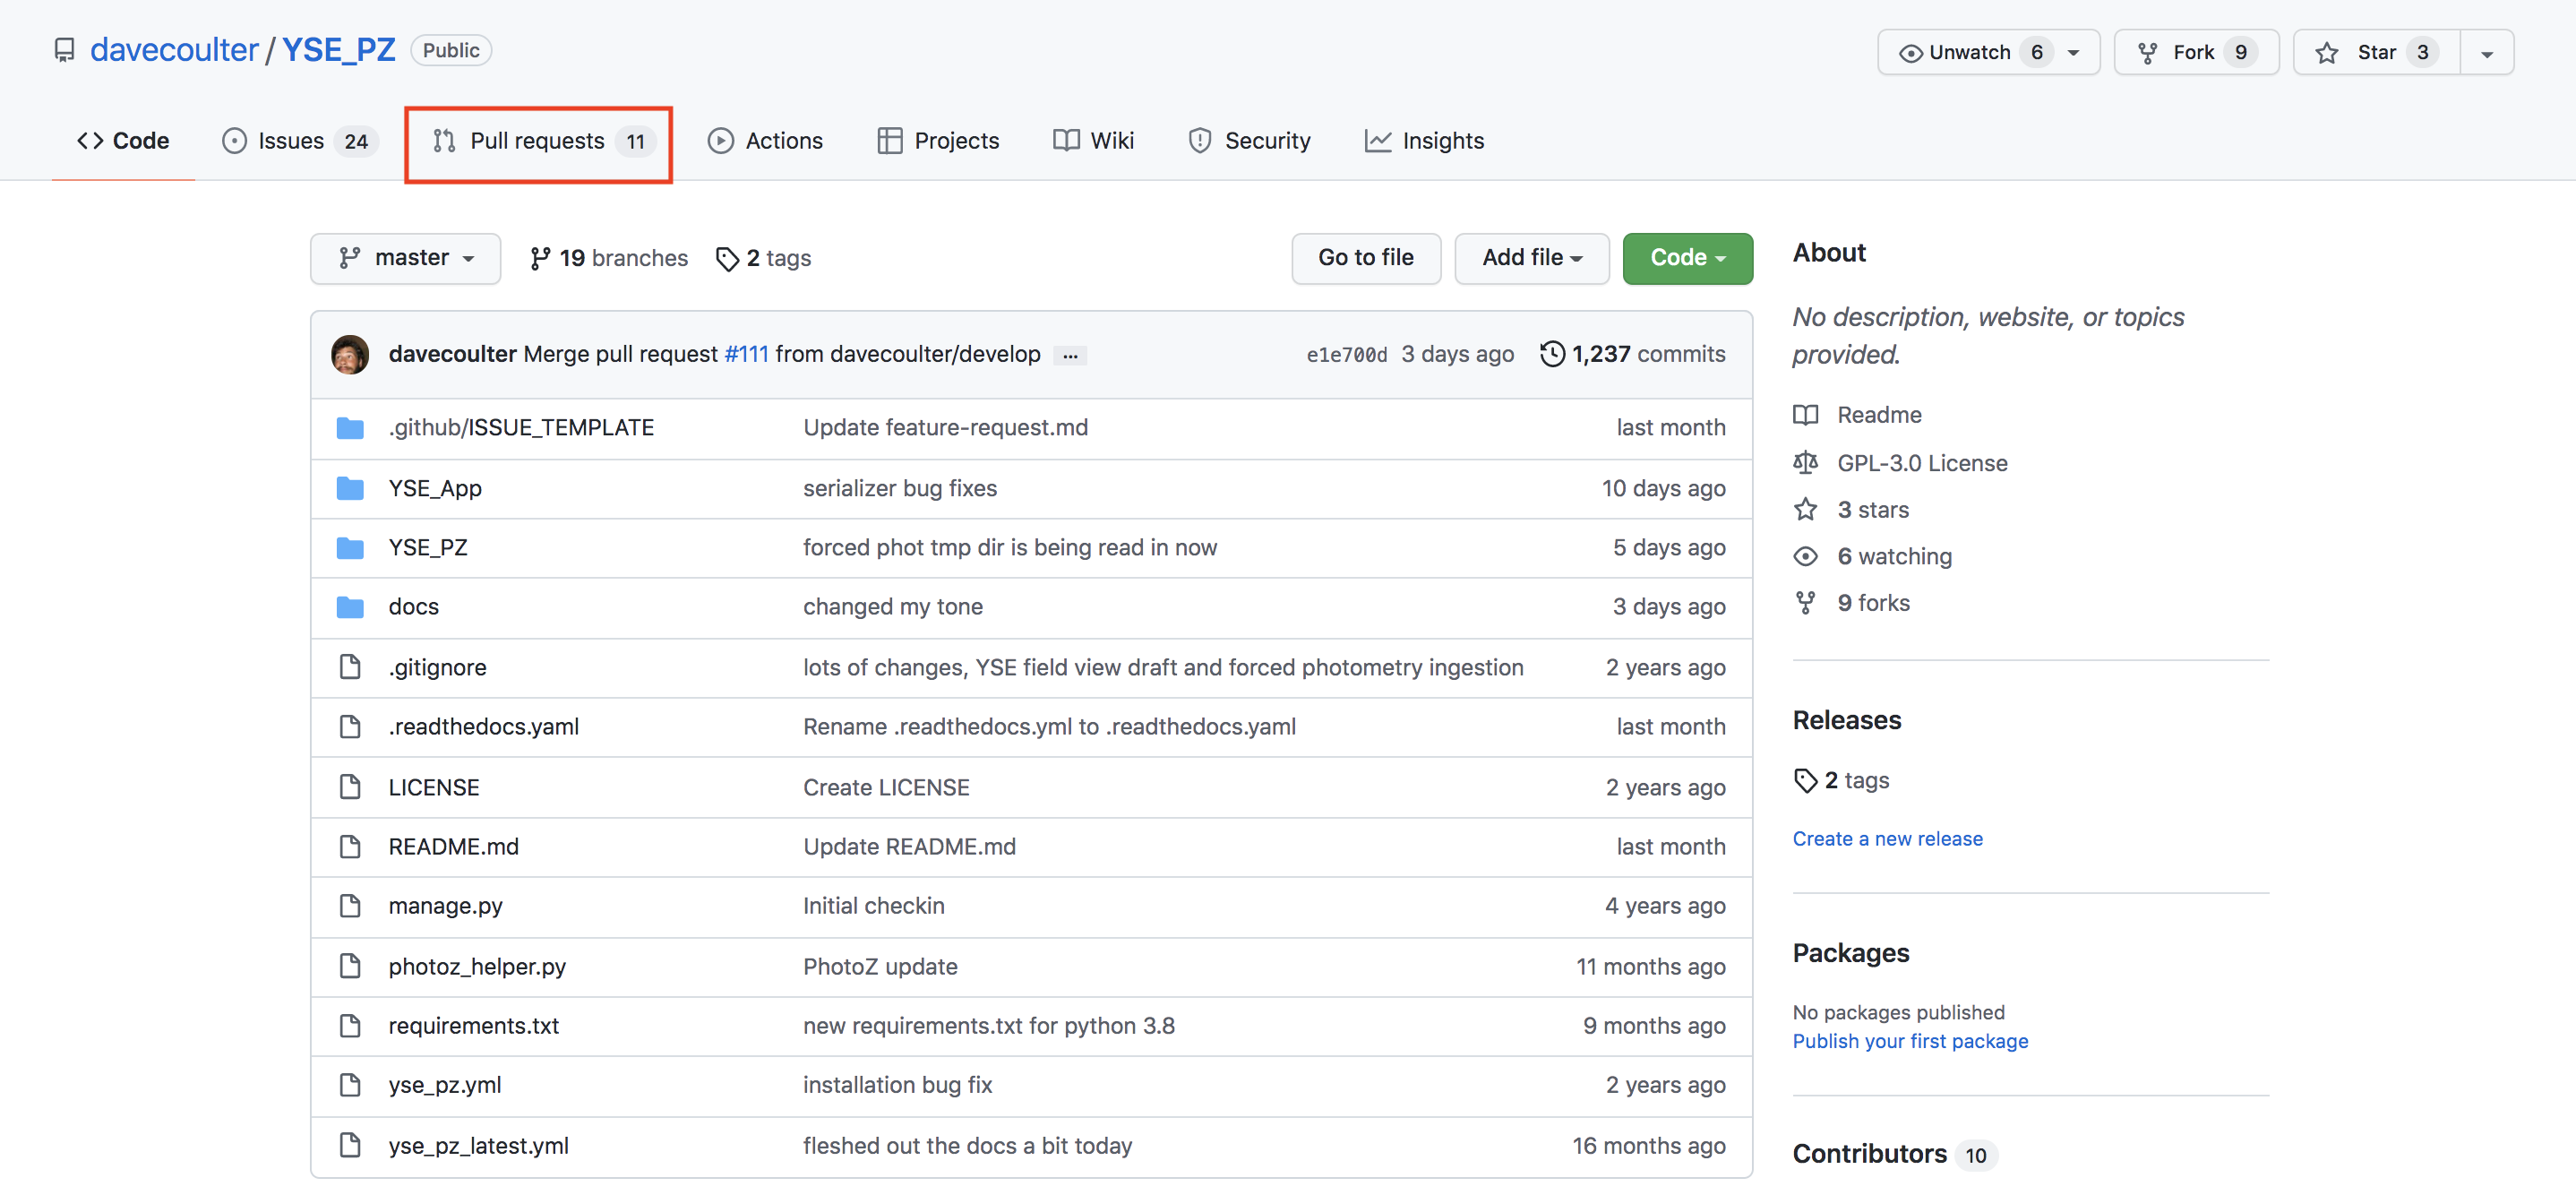 davecoulter / YSE_PZ Public Unwatch 6 Fork 9 Star 3
Code Issues 24 Pull requests 11 Actions Projects Wiki Security Insights
master 19 branches 2 tags Go to file Add file Code
davecoulter Merge pull request #111 from davecoulter/develop ... e1e700d 3 days ago 1,237 commits
.github/ISSUE_TEMPLATE Update feature-request.md last month
YSE_App serializer bug fixes 10 days ago
YSE_PZ forced phot tmp dir is being read in now 5 days ago
docs changed my tone 3 days ago
.gitignore lots of changes, YSE field view draft and forced photometry ingestion 2 years ago
.readthedocs.yaml Rename .readthedocs.yml to .readthedocs.yaml last month
LICENSE Create LICENSE 2 years ago
README.md Update README.md last month
manage.py Initial checkin 4 years ago
photoz_helper.py PhotoZ update 11 months ago
requirements.txt new requirements.txt for python 3.8 9 months ago
yse_pz.yml installation bug fix 2 years ago
yse_pz_latest.yml fleshed out the docs a bit today 16 months ago
About
No description, website, or topics
provided.
Readme
GPL-3.0 License
3 stars
6 watching
9 forks
Releases
2 tags
Create a new release
Packages
No packages published
Publish your first package
Contributors 10